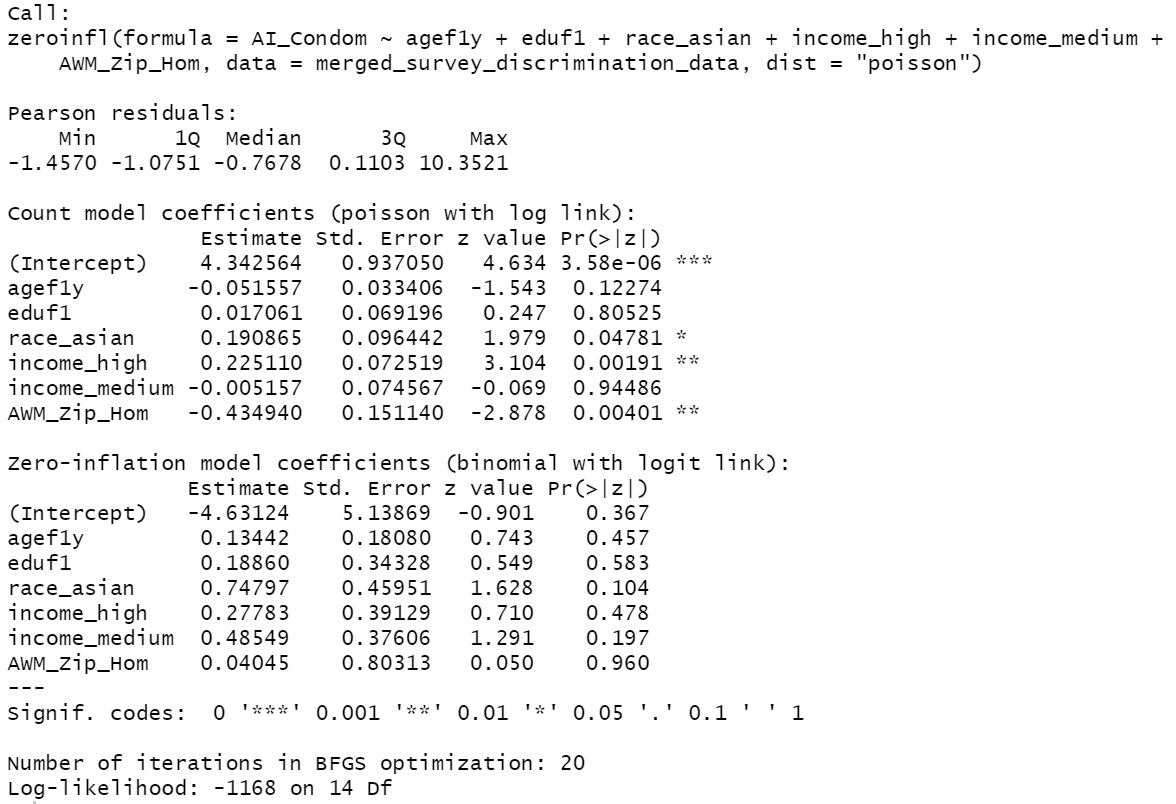 Call:
zeroinfl(formula = AI_Condom ~ agef1y + eduf1 + race_asian + income_high + income_medium +
    AWM_Zip_Hom, data = merged_survey_discrimination_data, dist = "poisson")

Pearson residuals:
    Min      1Q  Median      3Q     Max
-1.4570 -1.0751 -0.7678  0.1103 10.3521

Count model coefficients (poisson with log link):
               Estimate Std. Error z value Pr(>|z|)
(Intercept)    4.342564   0.937050   4.634 3.58e-06 ***
agef1y        -0.051557   0.033406  -1.543  0.12274
eduf1          0.017061   0.069196   0.247  0.80525
race_asian     0.190865   0.096442   1.979  0.04781 *
income_high    0.225110   0.072519   3.104  0.00191 **
income_medium -0.005157   0.074567  -0.069  0.94486
AWM_Zip_Hom   -0.434940   0.151140  -2.878  0.00401 **

Zero-inflation model coefficients (binomial with logit link):
              Estimate Std. Error z value Pr(>|z|)
(Intercept)   -4.63124    5.13869  -0.901    0.367
agef1y         0.13442    0.18080   0.743    0.457
eduf1          0.18860    0.34328   0.549    0.583
race_asian     0.74797    0.45951   1.628    0.104
income_high    0.27783    0.39129   0.710    0.478
income_medium  0.48549    0.37606   1.291    0.197
AWM_Zip_Hom    0.04045    0.80313   0.050    0.960
---
Signif. codes:  0 '***' 0.001 '**' 0.01 '*' 0.05 '.' 0.1 ' ' 1

Number of iterations in BFGS optimization: 20
Log-likelihood: -1168 on 14 Df